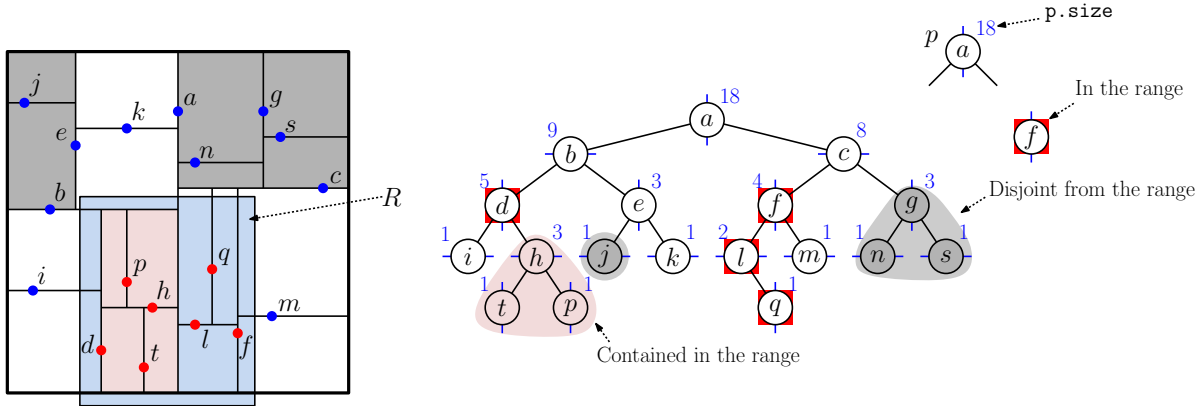 p.size
p
a
18
In the range
f
j
k
a
g
e
s
n
b
c
R
p
q
i
h
m
d
t
l
f
18
a
9
b
8
c
5
d
3
e
4
f
3
g
1
i
3
h
1
j
1
k
2
l
1
m
1
n
1
s
1
t
1
p
1
q
Disjoint from the range
Contained in the range